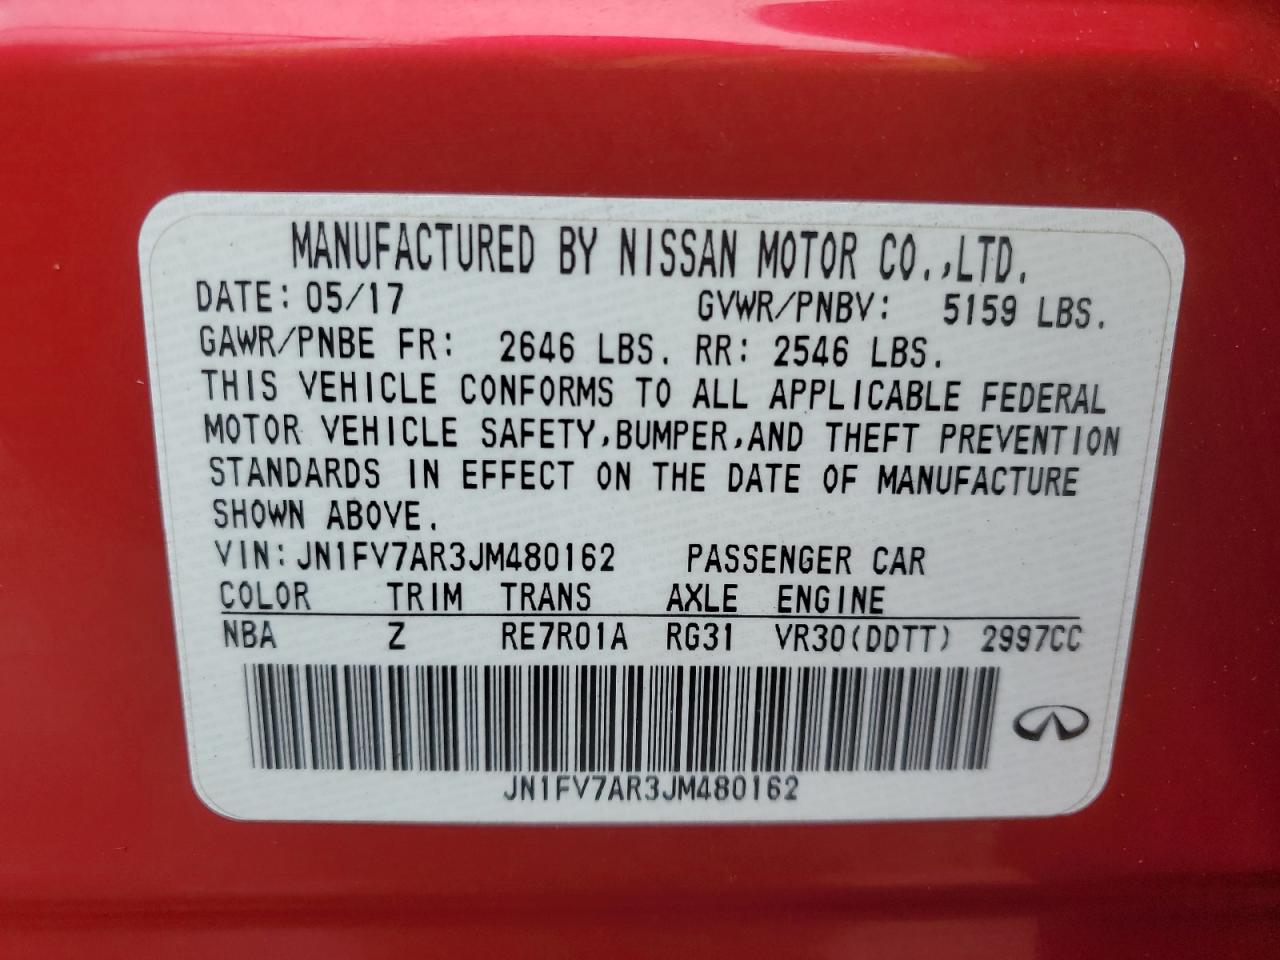 MANUFACTURED BY NISSAN MOTOR CO.,LTD.
DATE: 05/17 GVWR/PNBV: 5159 LBS.
GAWR/PNBE FR: 2646 LBS. RR: 2546 LBS.
THIS VEHICLE CONFORMS TO ALL APPLICABLE FEDERAL
MOTOR VEHICLE SAFETY,BUMPER,AND THEFT PREVENTION
STANDARDS IN EFFECT ON THE DATE OF MANUFACTURE
SHOWN ABOVE.
VIN: JN1FV7AR3JM480162 PASSENGER CAR
COLOR TRIM TRANS AXLE ENGINE
NBA Z RE7R01A RG31 VR30(DDTT) 2997CC
JN1FV7AR3JM480162